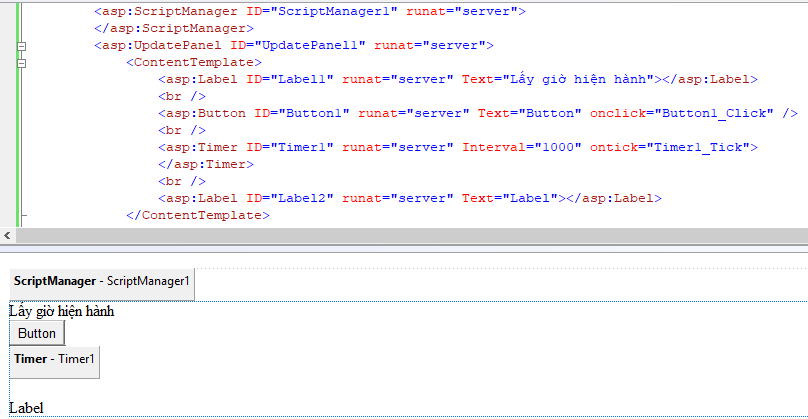 <asp:ScriptManager ID="ScriptManager1" runat="server">
</asp:ScriptManager>
<asp:UpdatePanel ID="UpdatePanel1" runat="server">
<ContentTemplate>
<asp:Label ID="Label1" runat="server" Text="Lấy giờ hiện hành"></asp:Label>
<br />
<asp:Button ID="Button1" runat="server" Text="Button" onclick="Button1_Click" />
<br />
<asp:Timer ID="Timer1" runat="server" Interval="1000" ontick="Timer1_Tick">
</asp:Timer>
<br />
<asp:Label ID="Label2" runat="server" Text="Label"></asp:Label>
</ContentTemplate>
ScriptManager - ScriptManager1
Lấy giờ hiện hành
Button
Timer - Timer1
Label